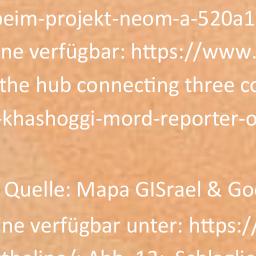 beim-projekt-neom-a-520a1
ne verfügbar: https://www.
the hub connecting three co
-khashoggi-mord-reporter-o
Quelle: Mapa GISrael & Goo
ne verfügbar unter: https://